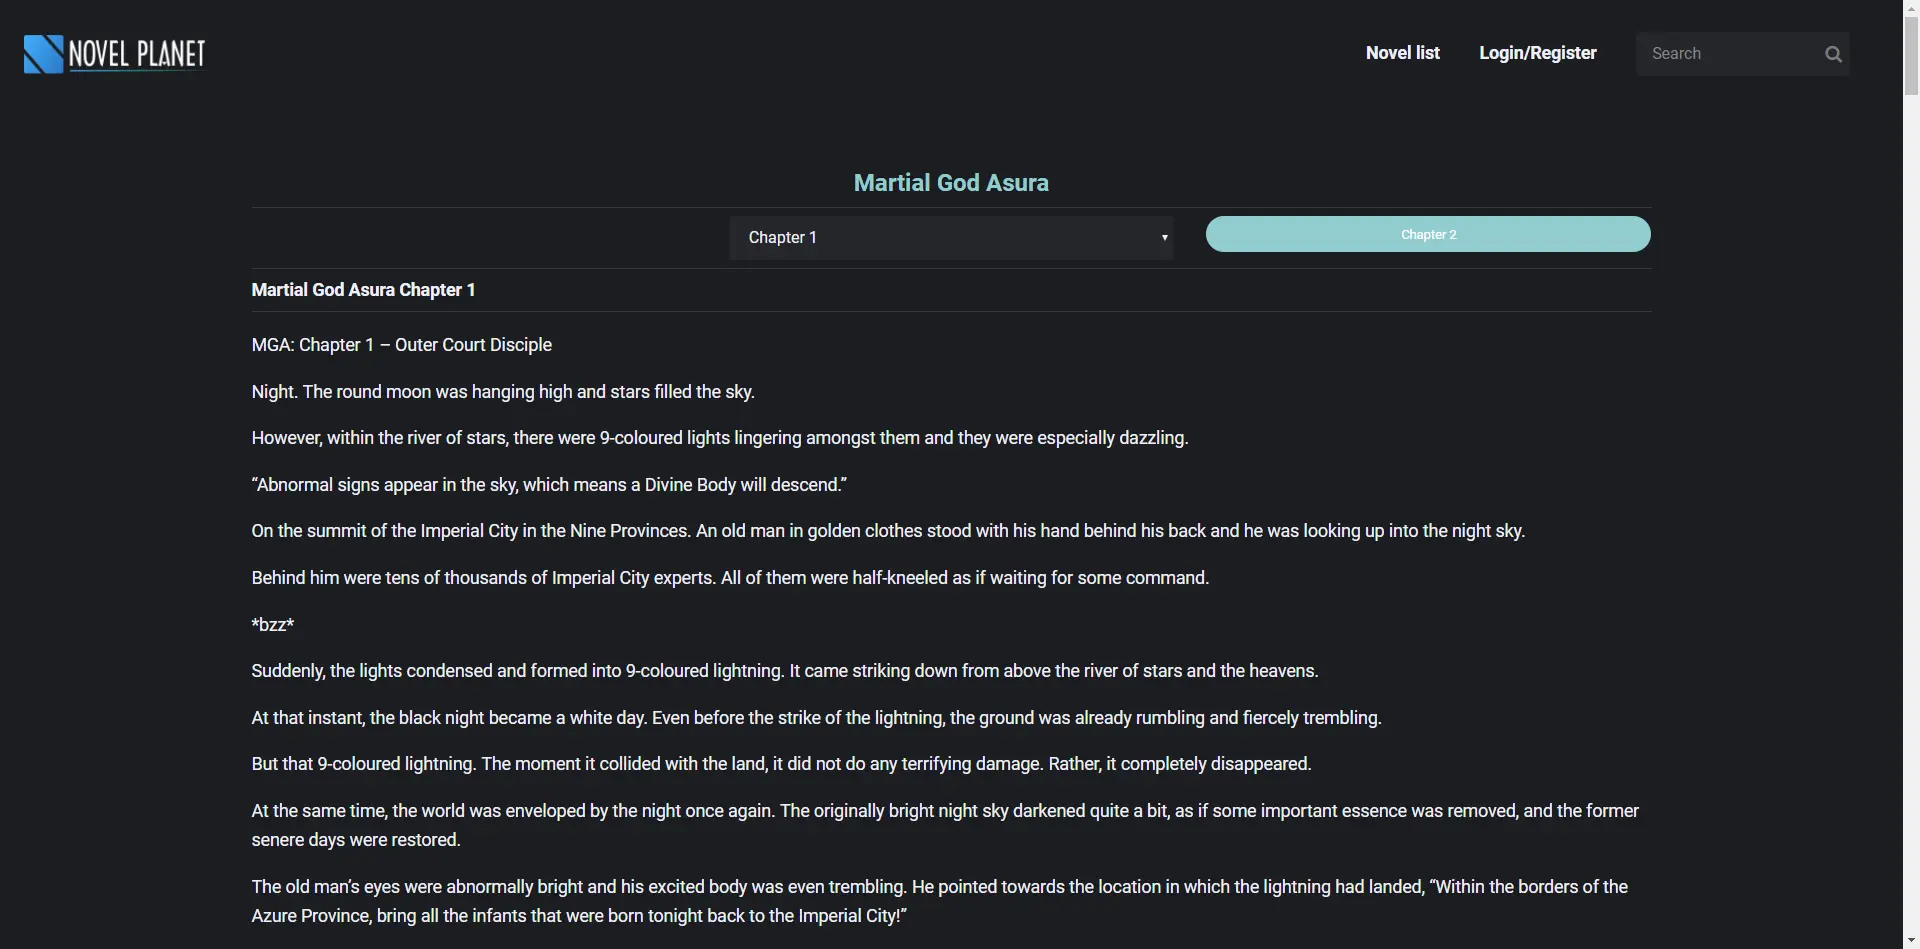 NOVEL PLANET
Novel list
Login/Register
Search
Martial God Asura
Chapter 1
Chapter 2
Martial God Asura Chapter 1
MGA: Chapter 1 – Outer Court Disciple
Night. The round moon was hanging high and stars filled the sky.
However, within the river of stars, there were 9-coloured lights lingering amongst them and they were especially dazzling.
“Abnormal signs appear in the sky, which means a Divine Body will descend.”
On the summit of the Imperial City in the Nine Provinces. An old man in golden clothes stood with his hand behind his back and he was looking up into the night sky.
Behind him were tens of thousands of Imperial City experts. All of them were half-kneeled as if waiting for some command.
*bzz*
Suddenly, the lights condensed and formed into 9-coloured lightning. It came striking down from above the river of stars and the heavens.
At that instant, the black night became a white day. Even before the strike of the lightning, the ground was already rumbling and fiercely trembling.
But that 9-coloured lightning. The moment it collided with the land, it did not do any terrifying damage. Rather, it completely disappeared.
At the same time, the world was enveloped by the night once again. The originally bright night sky darkened quite a bit, as if some important essence was removed, and the former
senere days were restored.
The old man’s eyes were abnormally bright and his excited body was even trembling. He pointed towards the location in which the lightning had landed, “Within the borders of the
Azure Province, bring all the infants that were born tonight back to the Imperial City!”